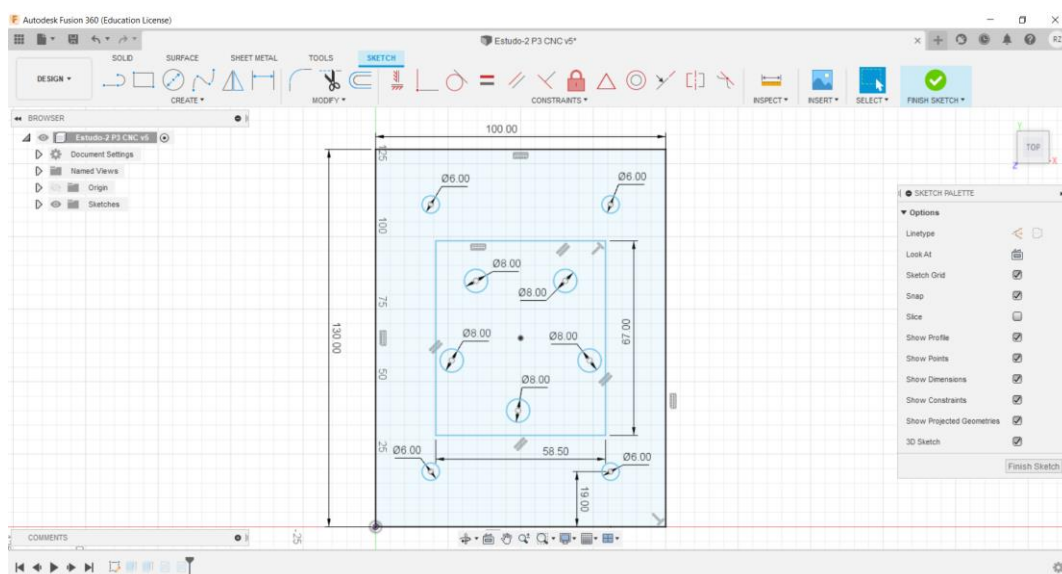 Autodesk Fusion 360 (Education License)
Estudo-2 P3 CNC v5*
RZ
SOLID SURFACE SHEET METAL TOOLS SKETCH
DESIGN
CREATE MODIFY CONSTRAINTS INSPECT INSERT SELECT FINISH SKETCH
BROWSER
Estudo-2 P3 CNC v5
Document Settings
Named Views
Origin
Sketches
100.00
125
Ø6.00 Ø6.00
100
Ø8.00
Ø8.00
75
130.00
67.00
Ø8.00 Ø8.00
50
Ø8.00
25
Ø6.00 58.50 Ø6.00
19.00
-25
Y
TOP
X
Z
SKETCH PALETTE
Options
Linetype
Look At
Sketch Grid
Snap
Slice
Show Profile
Show Points
Show Dimensions
Show Constraints
Show Projected Geometries
3D Sketch
Finish Sketch
COMMENTS